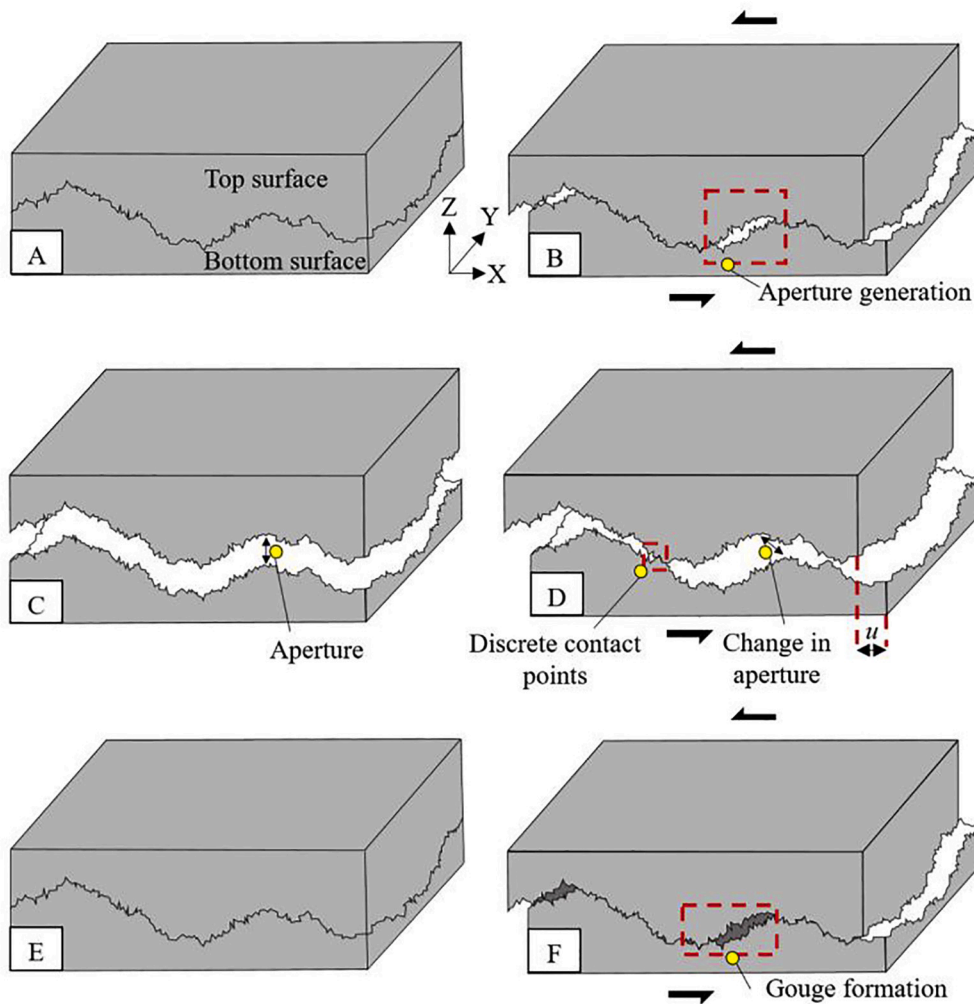 Top surface
Bottom surface
A
Z
Y
X
B
Aperture generation
C
Aperture
D
Discrete contact
points
Change in
aperture
u
E
F
Gouge formation